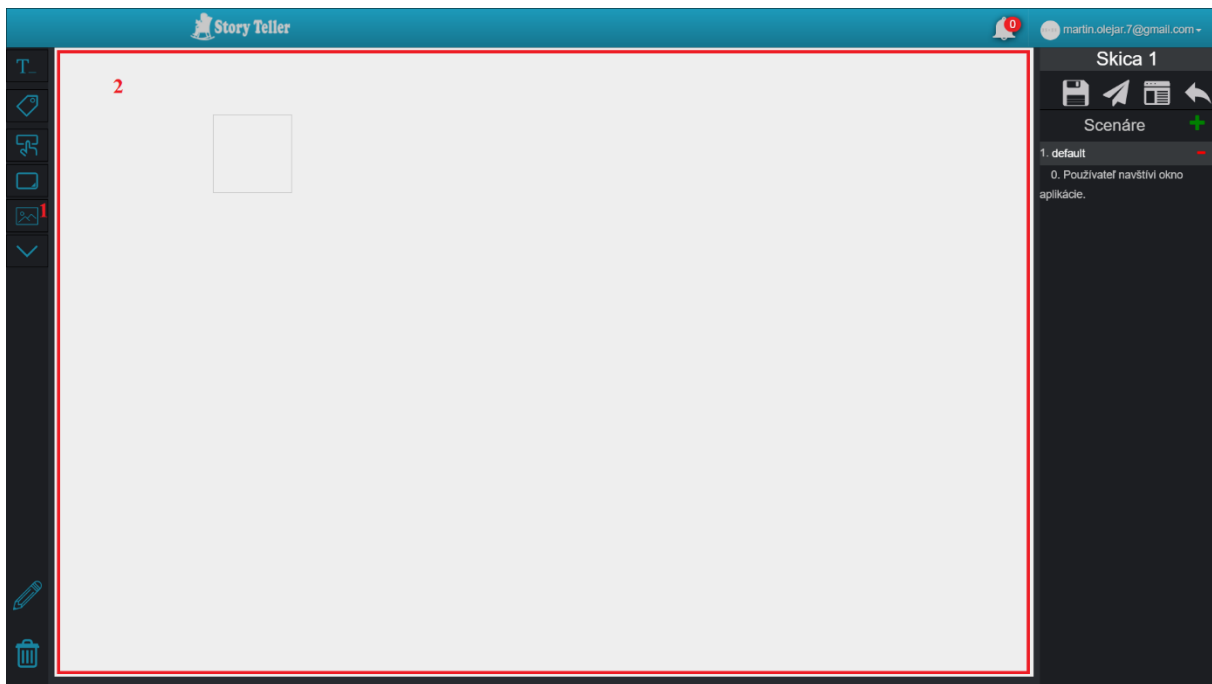 Story Teller
0
martin.olejar.7@gmail.com
T_
2
1
Skica 1
Scenáre
1. default
0. Používateľ navštívi okno
aplikácie.